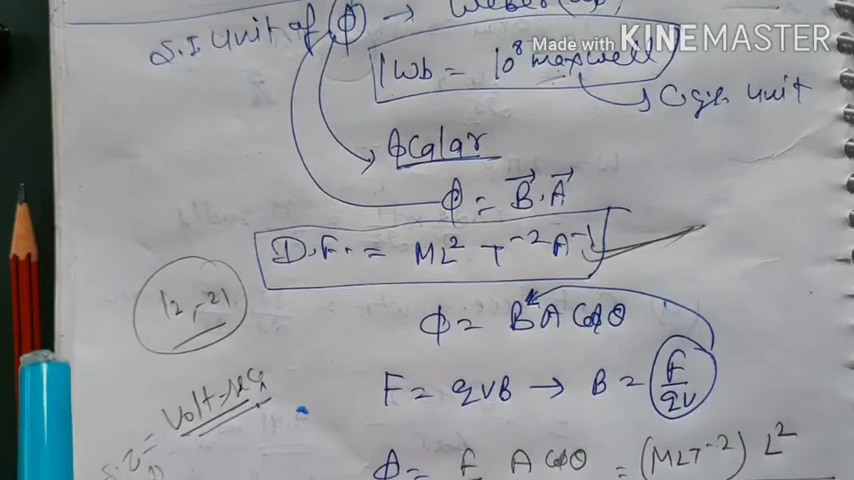 S.I unit of ϕ → Weber
Made with KINEMASTER
1 Wb = 10⁸ maxwell
→ Cgs unit
Scalar
ϕ = B⃗ . A⃗
D.F. = ML² T⁻² A⁻¹
ϕ = BA Cosθ
F = qvB → B = F/qv
Volt-sec
ϕ = F A Cosθ = (MLT⁻²) L²